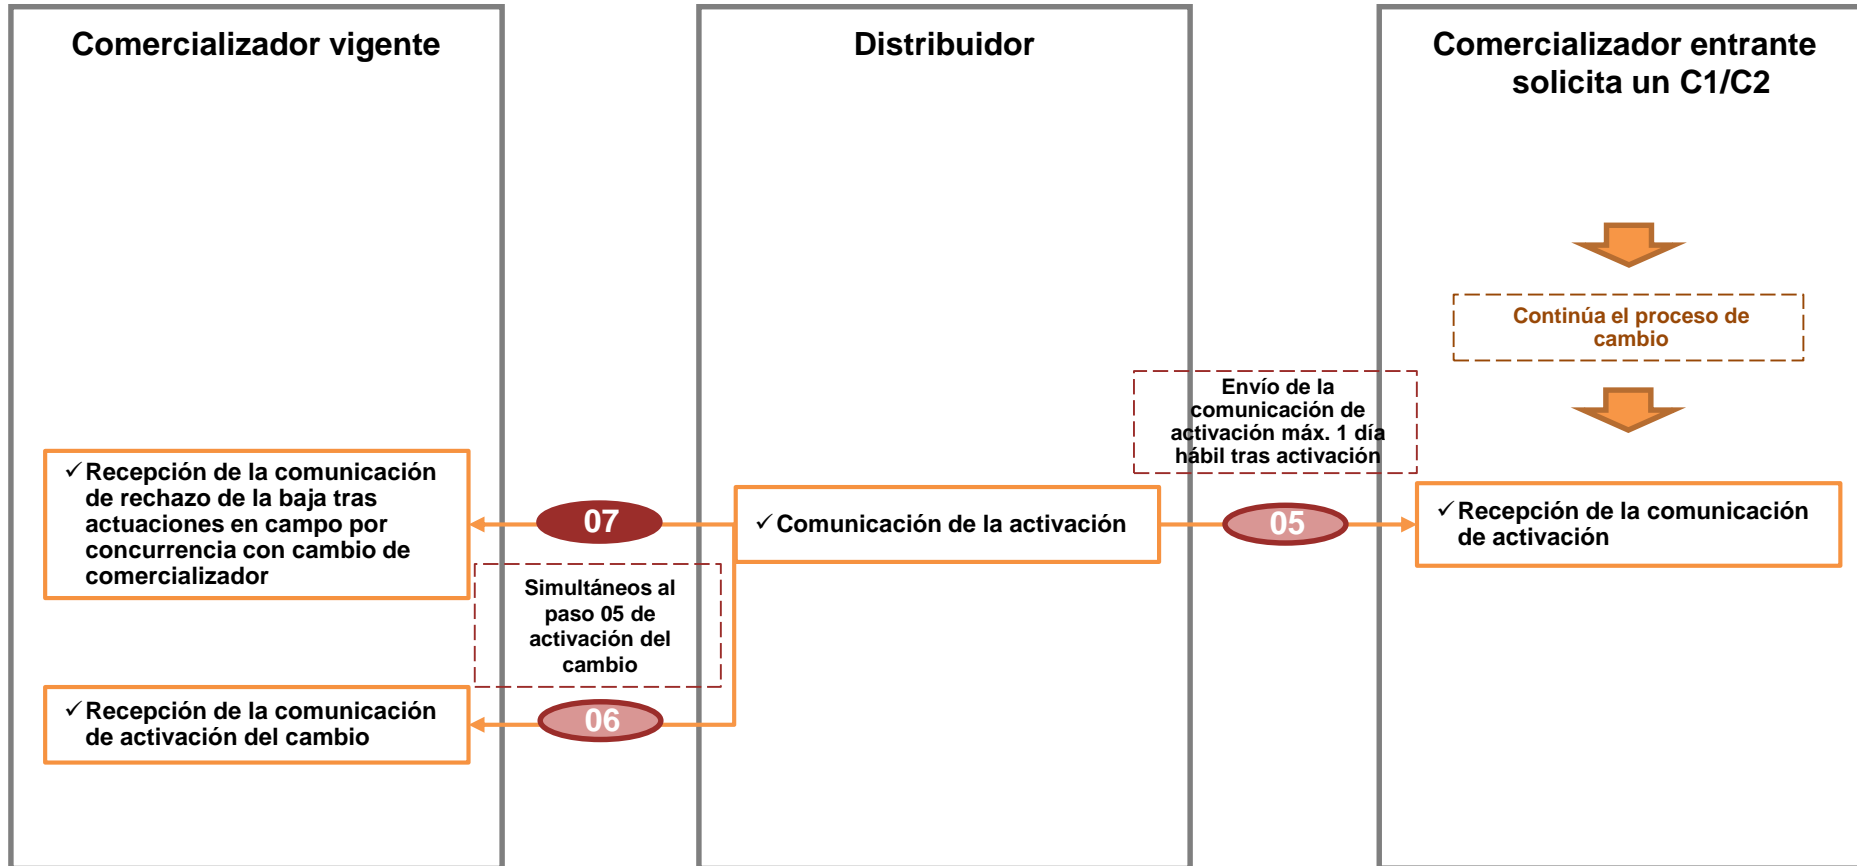 Comercializador vigente
Distribuidor
Comercializador entrante
solicita un C1/C2
Continúa el proceso de
cambio
Envío de la
comunicación de
activación máx. 1 día
hábil tras activación
✓Recepción de la comunicación
de rechazo de la baja tras
actuaciones en campo por
concurrencia con cambio de
comercializador
07
✓Comunicación de la activación
05
✓Recepción de la comunicación
de activación
Simultáneos al
paso 05 de
activación del
cambio
✓Recepción de la comunicación
de activación del cambio
06